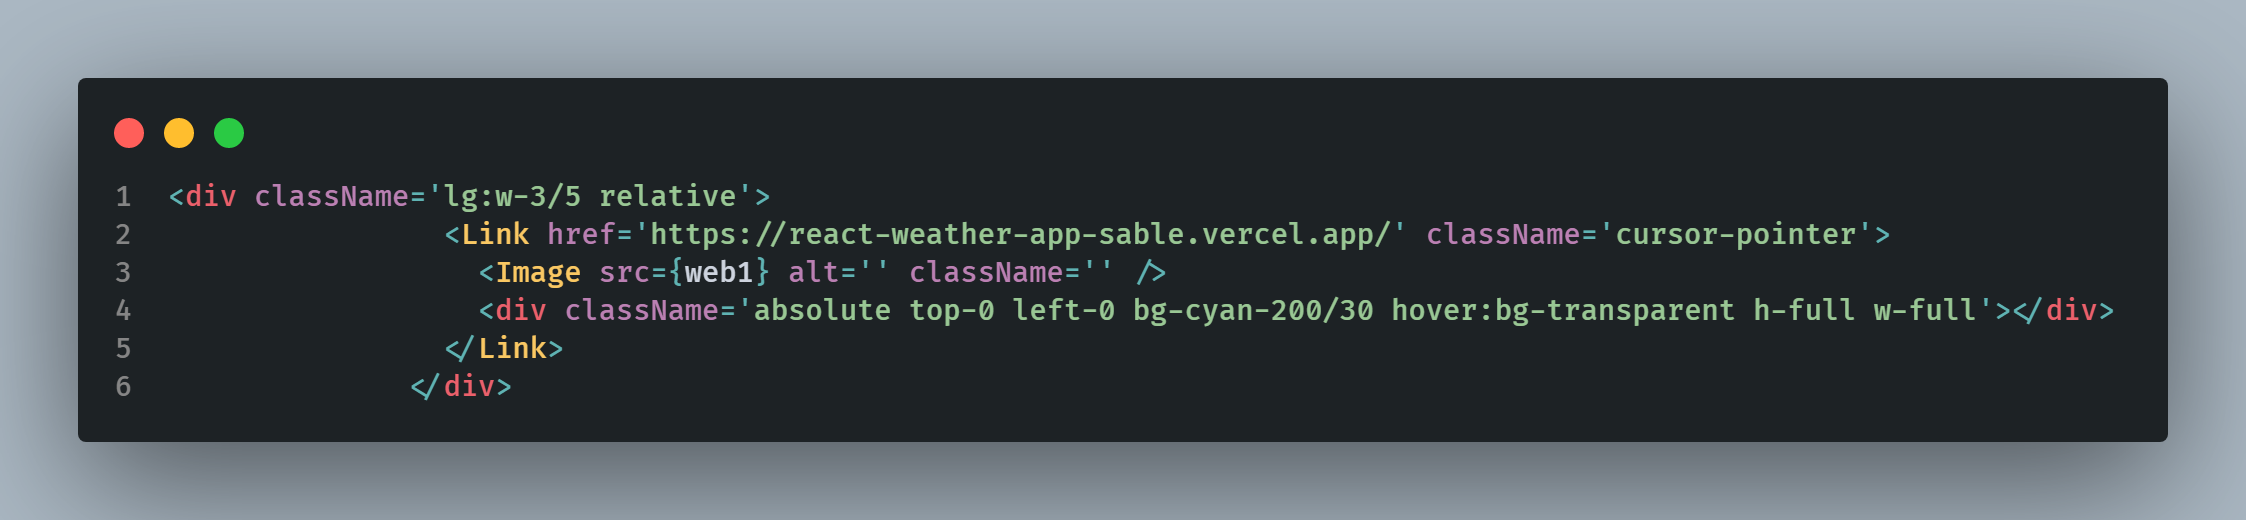 1 <div className='lg:w-3/5 relative'>
2 <Link href='https://react-weather-app-sable.vercel.app/' className='cursor-pointer'>
3 <Image src={web1} alt='' className='' />
4 <div className='absolute top-0 left-0 bg-cyan-200/30 hover:bg-transparent h-full w-full'></div>
5 </Link>
6 </div>